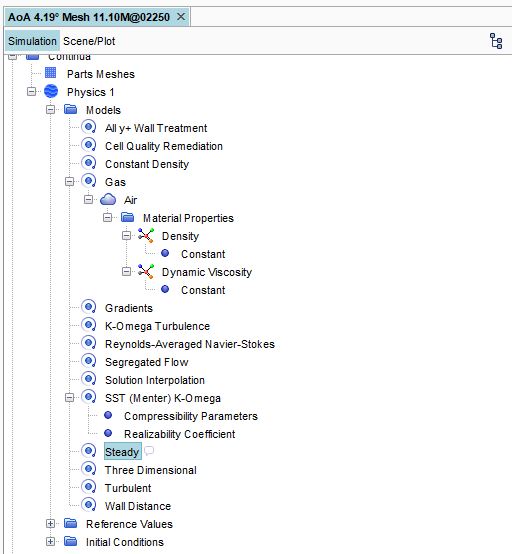 AoA 4.19° Mesh 11.10M@02250 ×
Simulation Scene/Plot
Continua
Parts Meshes
Physics 1
Models
All y+ Wall Treatment
Cell Quality Remediation
Constant Density
Gas
Air
Material Properties
Density
Constant
Dynamic Viscosity
Constant
Gradients
K-Omega Turbulence
Reynolds-Averaged Navier-Stokes
Segregated Flow
Solution Interpolation
SST (Menter) K-Omega
Compressibility Parameters
Realizability Coefficient
Steady
Three Dimensional
Turbulent
Wall Distance
Reference Values
Initial Conditions